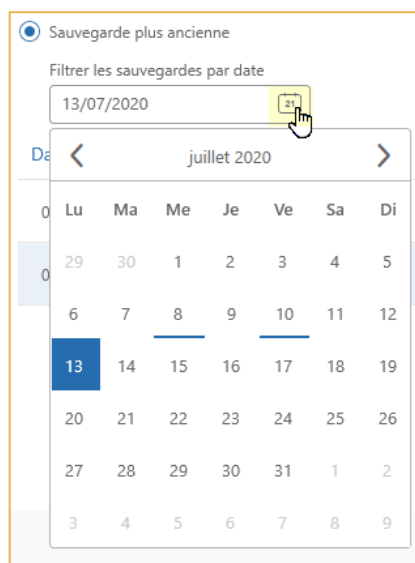 Sauvegarde plus ancienne
Filtrer les sauvegardes par date
13/07/2020 21
Da juillet 2020
0 Lu Ma Me Je Ve Sa Di
0 29 30 1 2 3 4 5
6 7 8 9 10 11 12
13 14 15 16 17 18 19
20 21 22 23 24 25 26
27 28 29 30 31 1 2
3 4 5 6 7 8 9